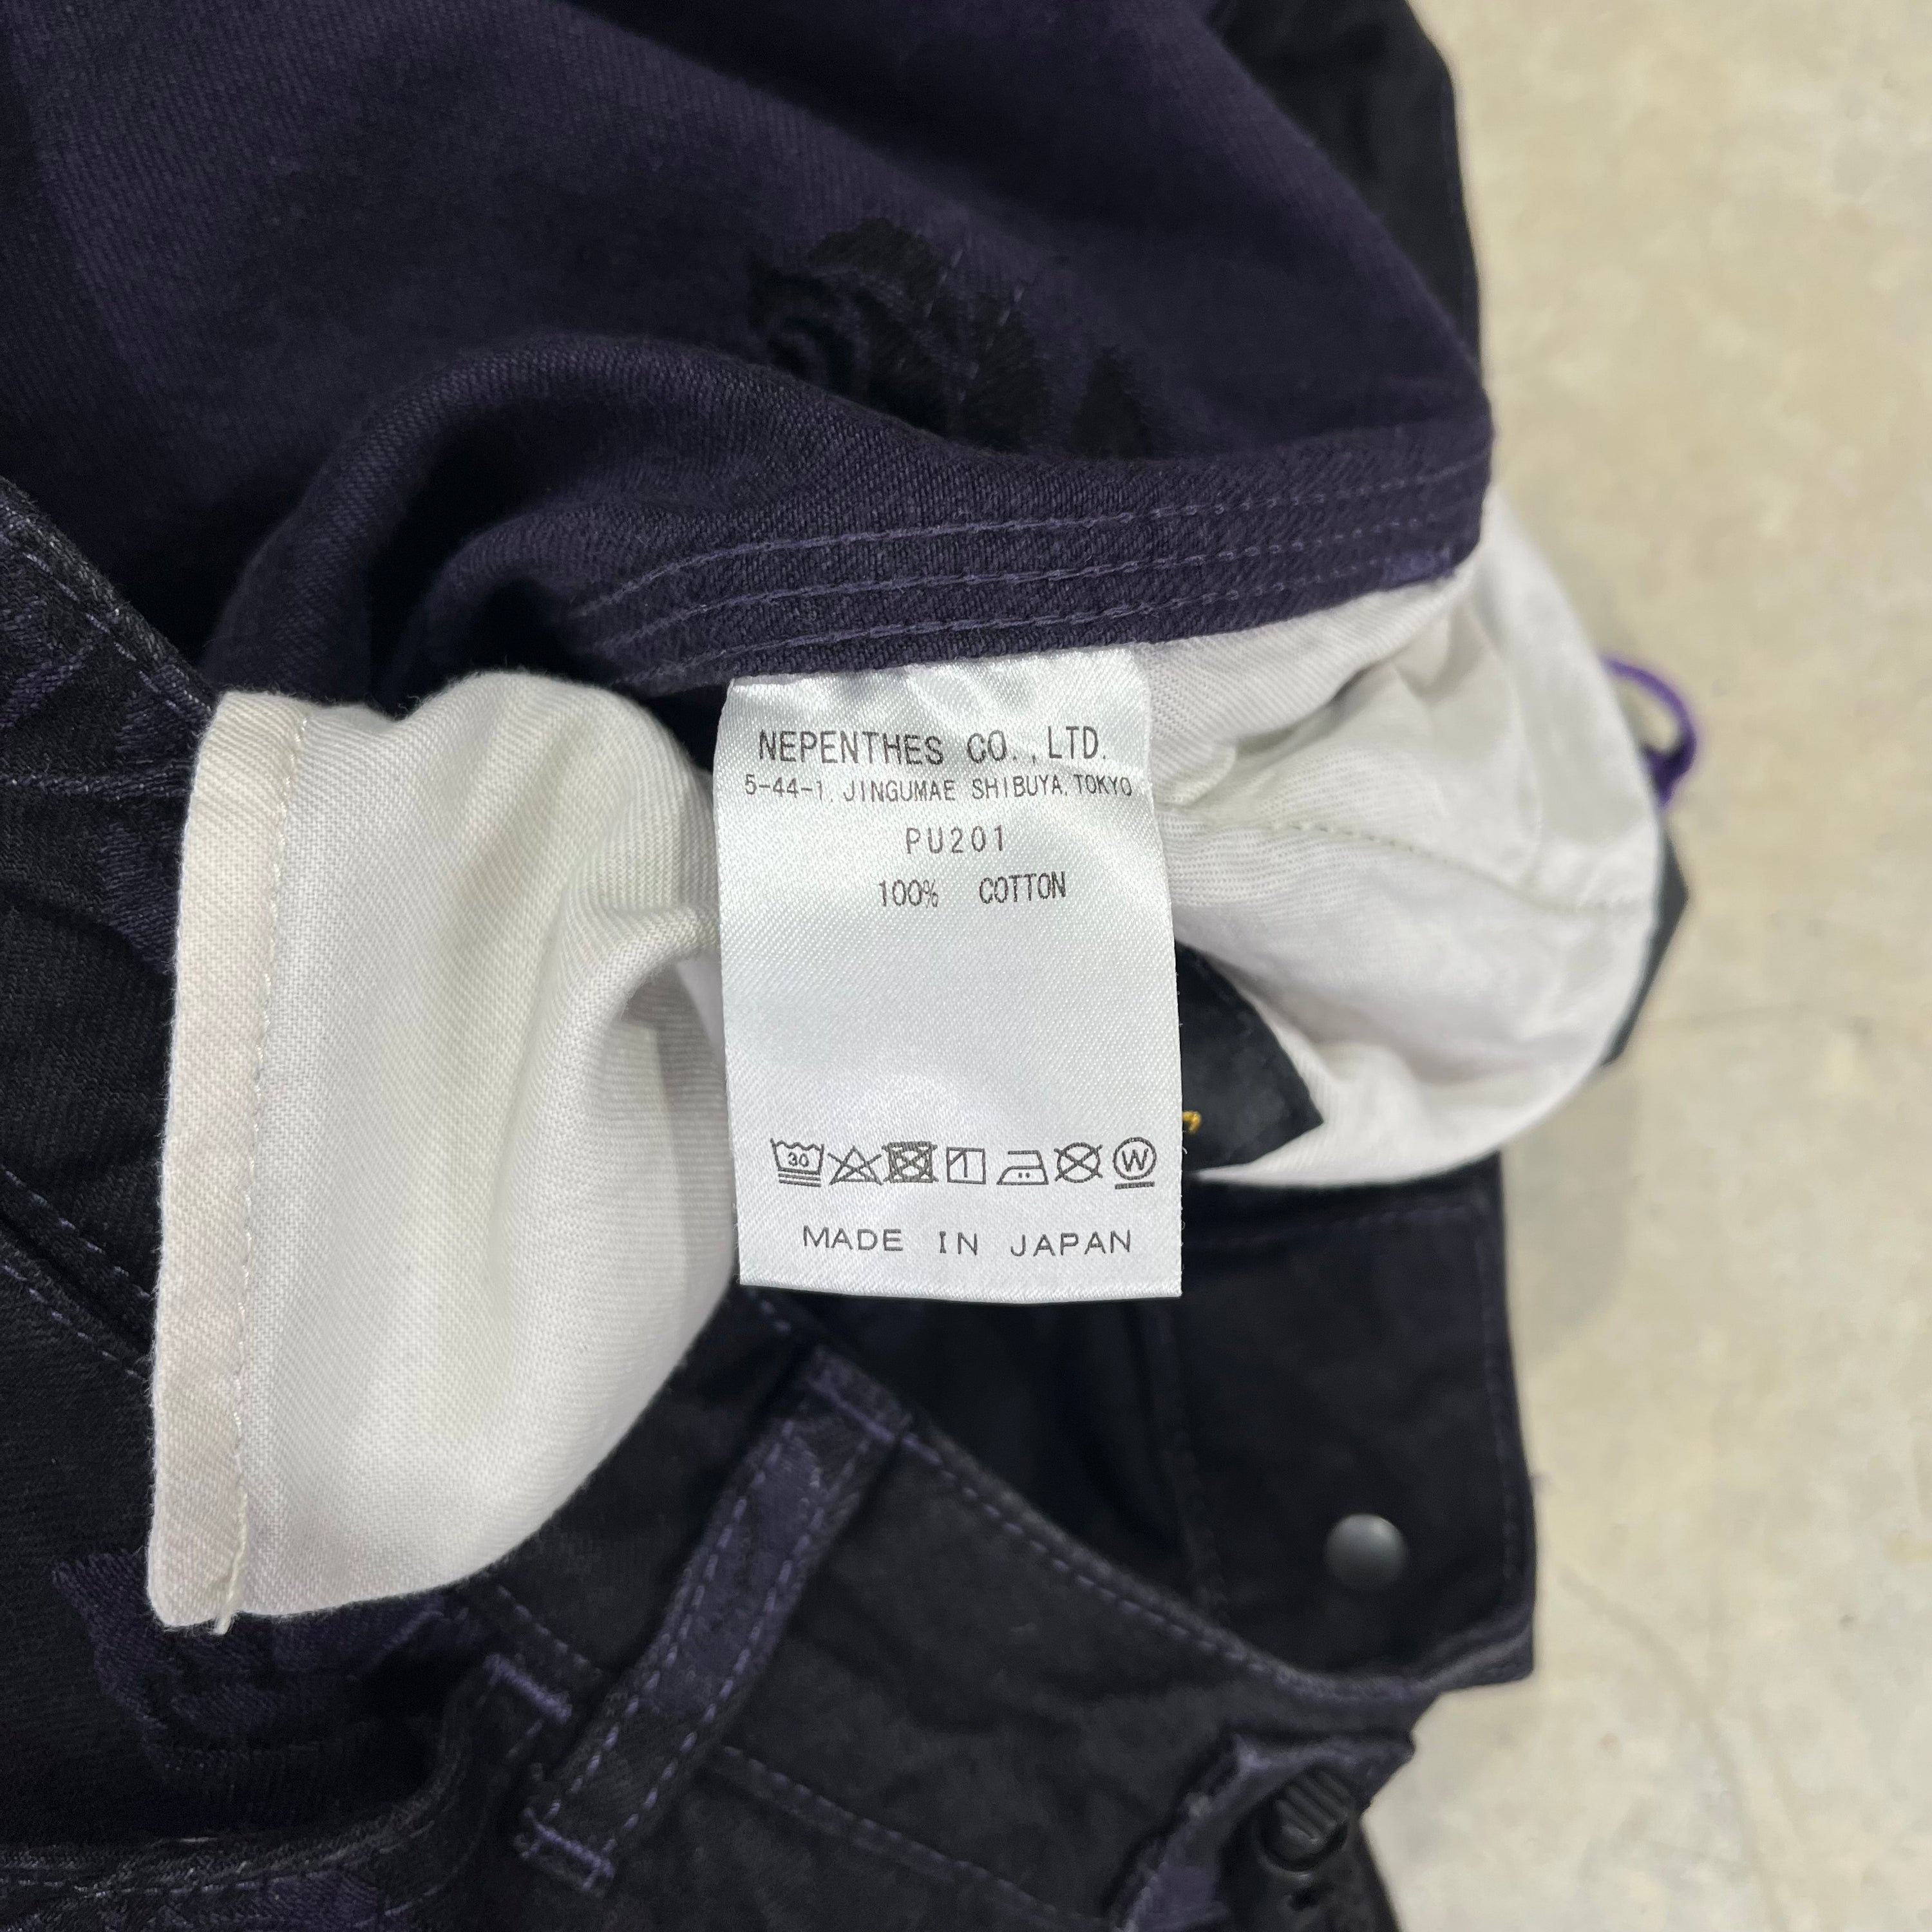 NEPENTHES CO.,LTD.
5-44-1, JINGUMAE SHIBUYA, TOKYO
PU201
100% COTTON
30
W
MADE IN JAPAN